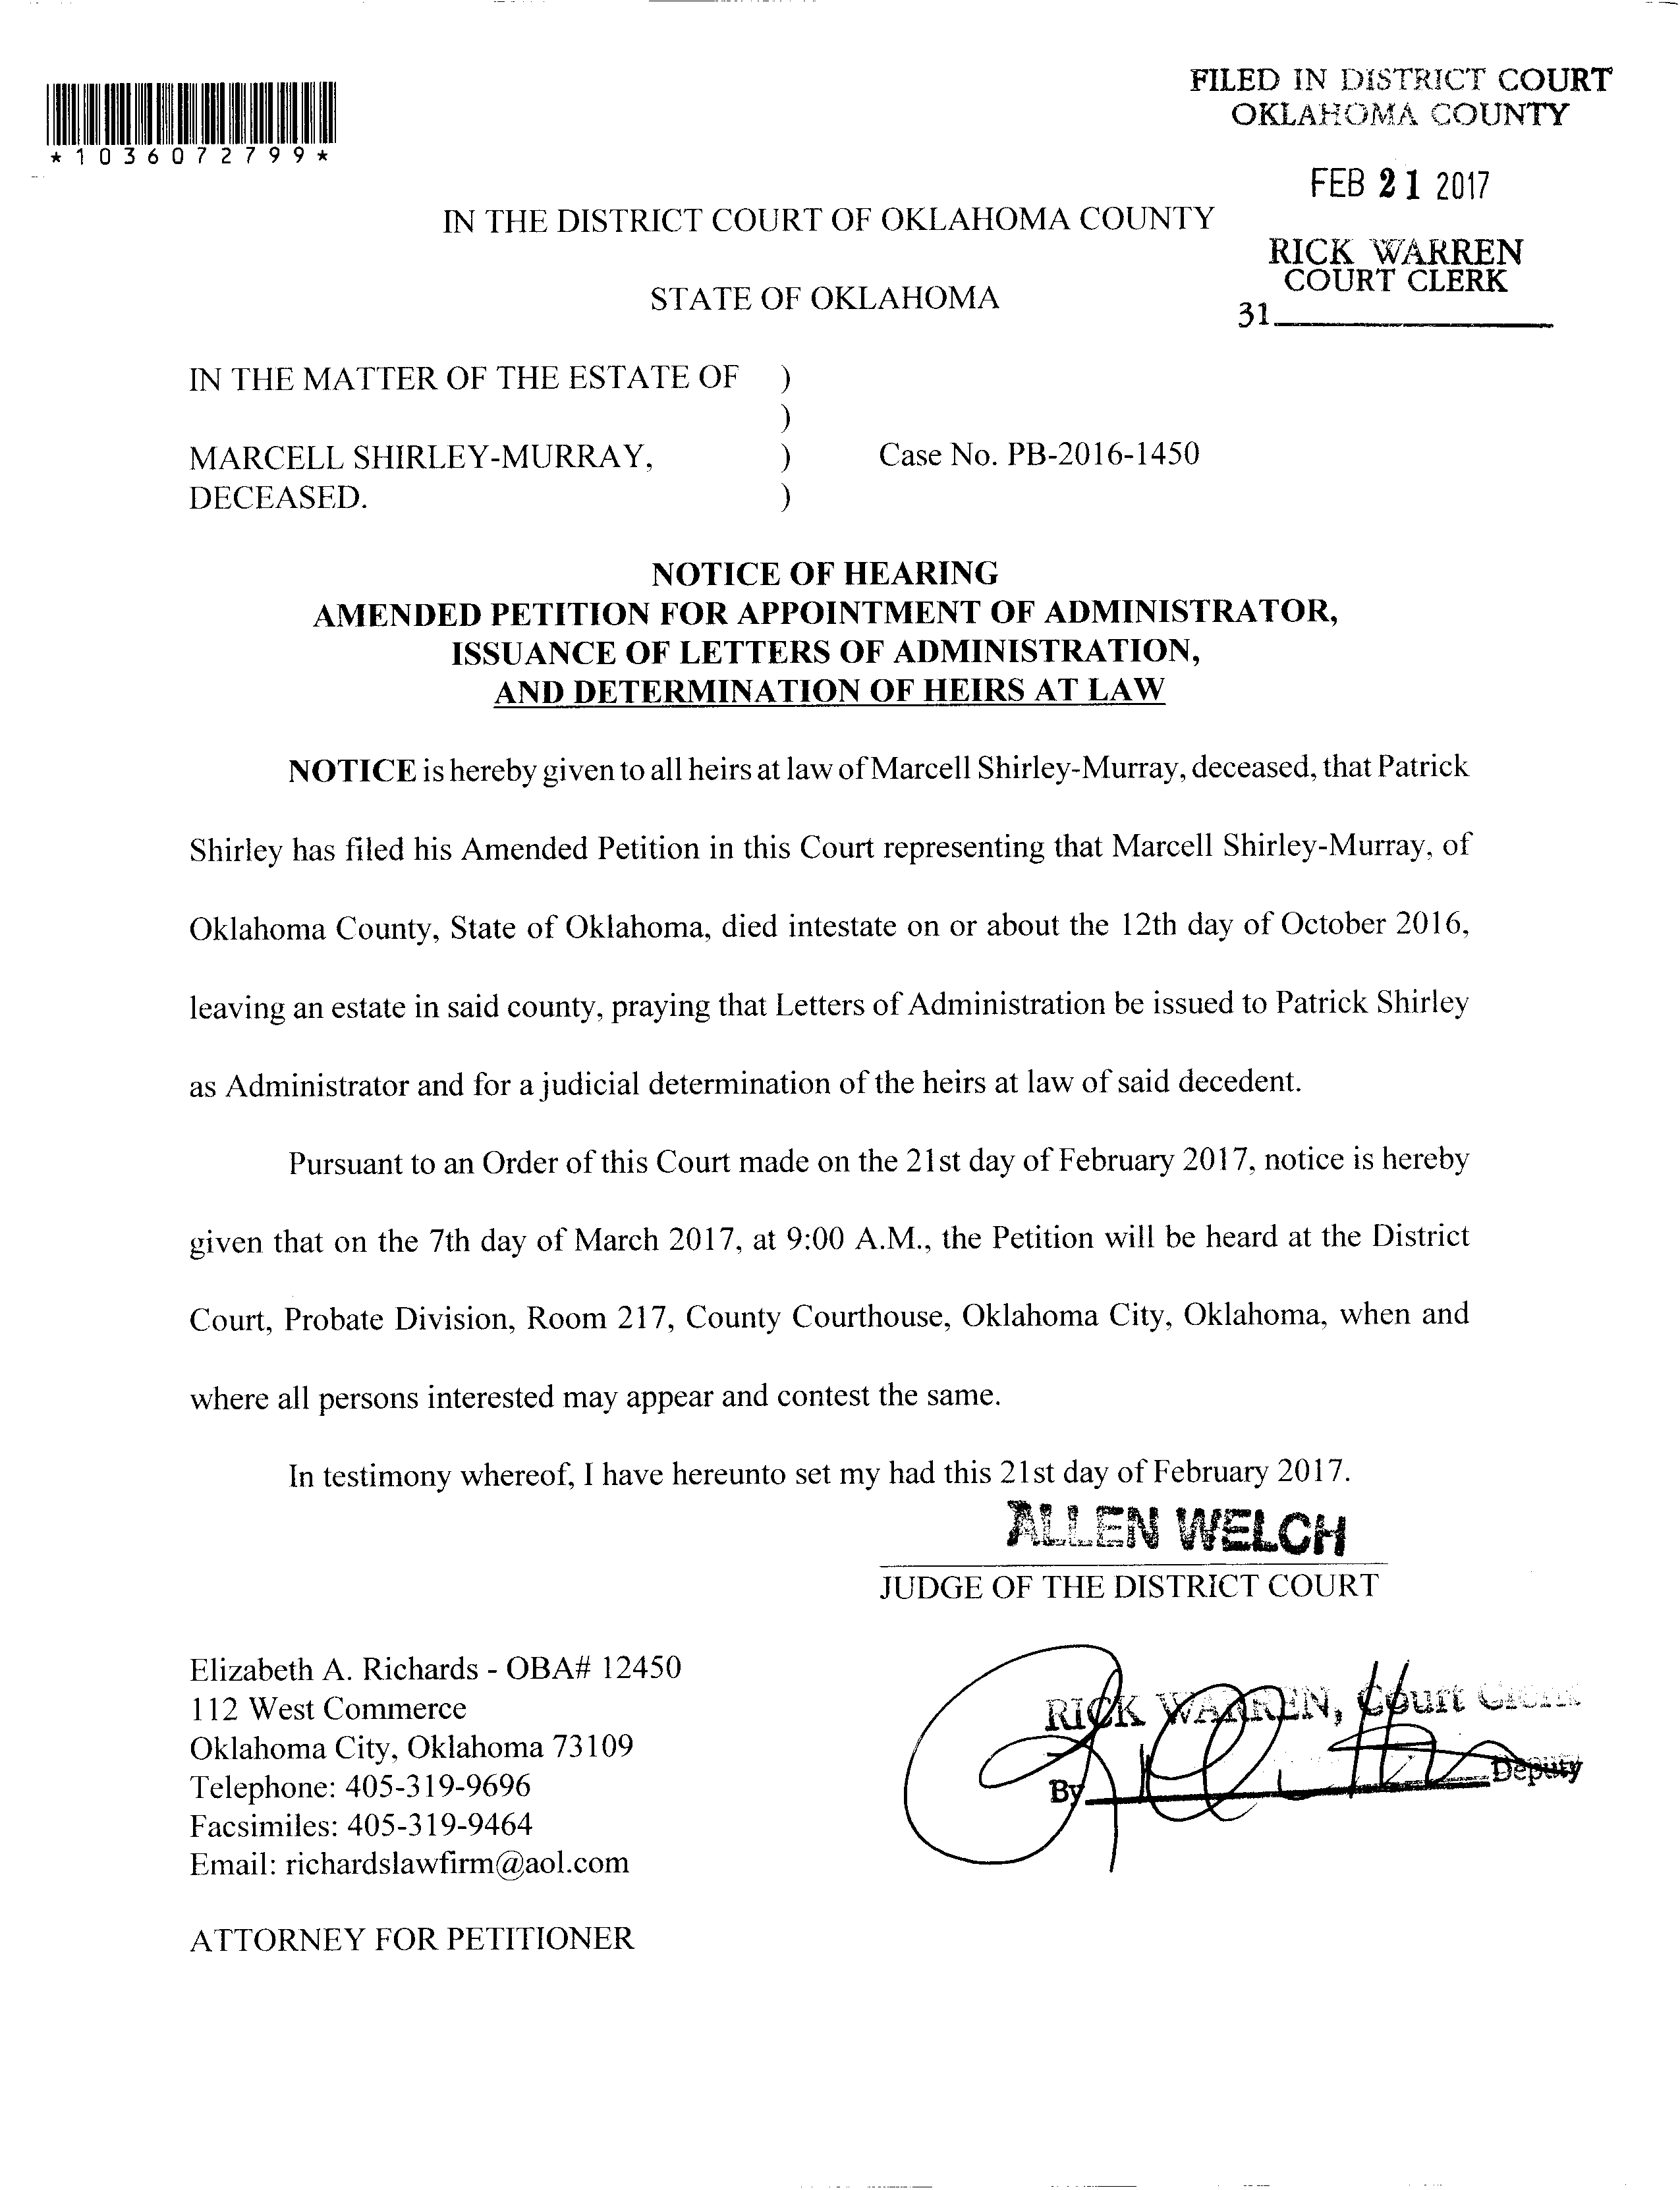 FILED IN DISTRICT COURT
OKLAHOMA COUNTY
*1036072799*
FEB 21 2017
IN THE DISTRICT COURT OF OKLAHOMA COUNTY
RICK WARREN
COURT CLERK
STATE OF OKLAHOMA
31
IN THE MATTER OF THE ESTATE OF )
)
MARCELL SHIRLEY-MURRAY, ) Case No. PB-2016-1450
DECEASED. )
NOTICE OF HEARING
AMENDED PETITION FOR APPOINTMENT OF ADMINISTRATOR,
ISSUANCE OF LETTERS OF ADMINISTRATION,
AND DETERMINATION OF HEIRS AT LAW
NOTICE is hereby given to all heirs at law of Marcell Shirley-Murray, deceased, that Patrick
Shirley has filed his Amended Petition in this Court representing that Marcell Shirley-Murray, of
Oklahoma County, State of Oklahoma, died intestate on or about the 12th day of October 2016,
leaving an estate in said county, praying that Letters of Administration be issued to Patrick Shirley
as Administrator and for a judicial determination of the heirs at law of said decedent.
Pursuant to an Order of this Court made on the 21st day of February 2017, notice is hereby
given that on the 7th day of March 2017, at 9:00 A.M., the Petition will be heard at the District
Court, Probate Division, Room 217, County Courthouse, Oklahoma City, Oklahoma, when and
where all persons interested may appear and contest the same.
In testimony whereof, I have hereunto set my had this 21st day of February 2017.
ALLEN WELCH
JUDGE OF THE DISTRICT COURT
Elizabeth A. Richards - OBA# 12450
112 West Commerce
Oklahoma City, Oklahoma 73109
Telephone: 405-319-9696
Facsimiles: 405-319-9464
Email: richardslawfirm@aol.com
RICK WARREN, Court Clerk
By Deputy
ATTORNEY FOR PETITIONER